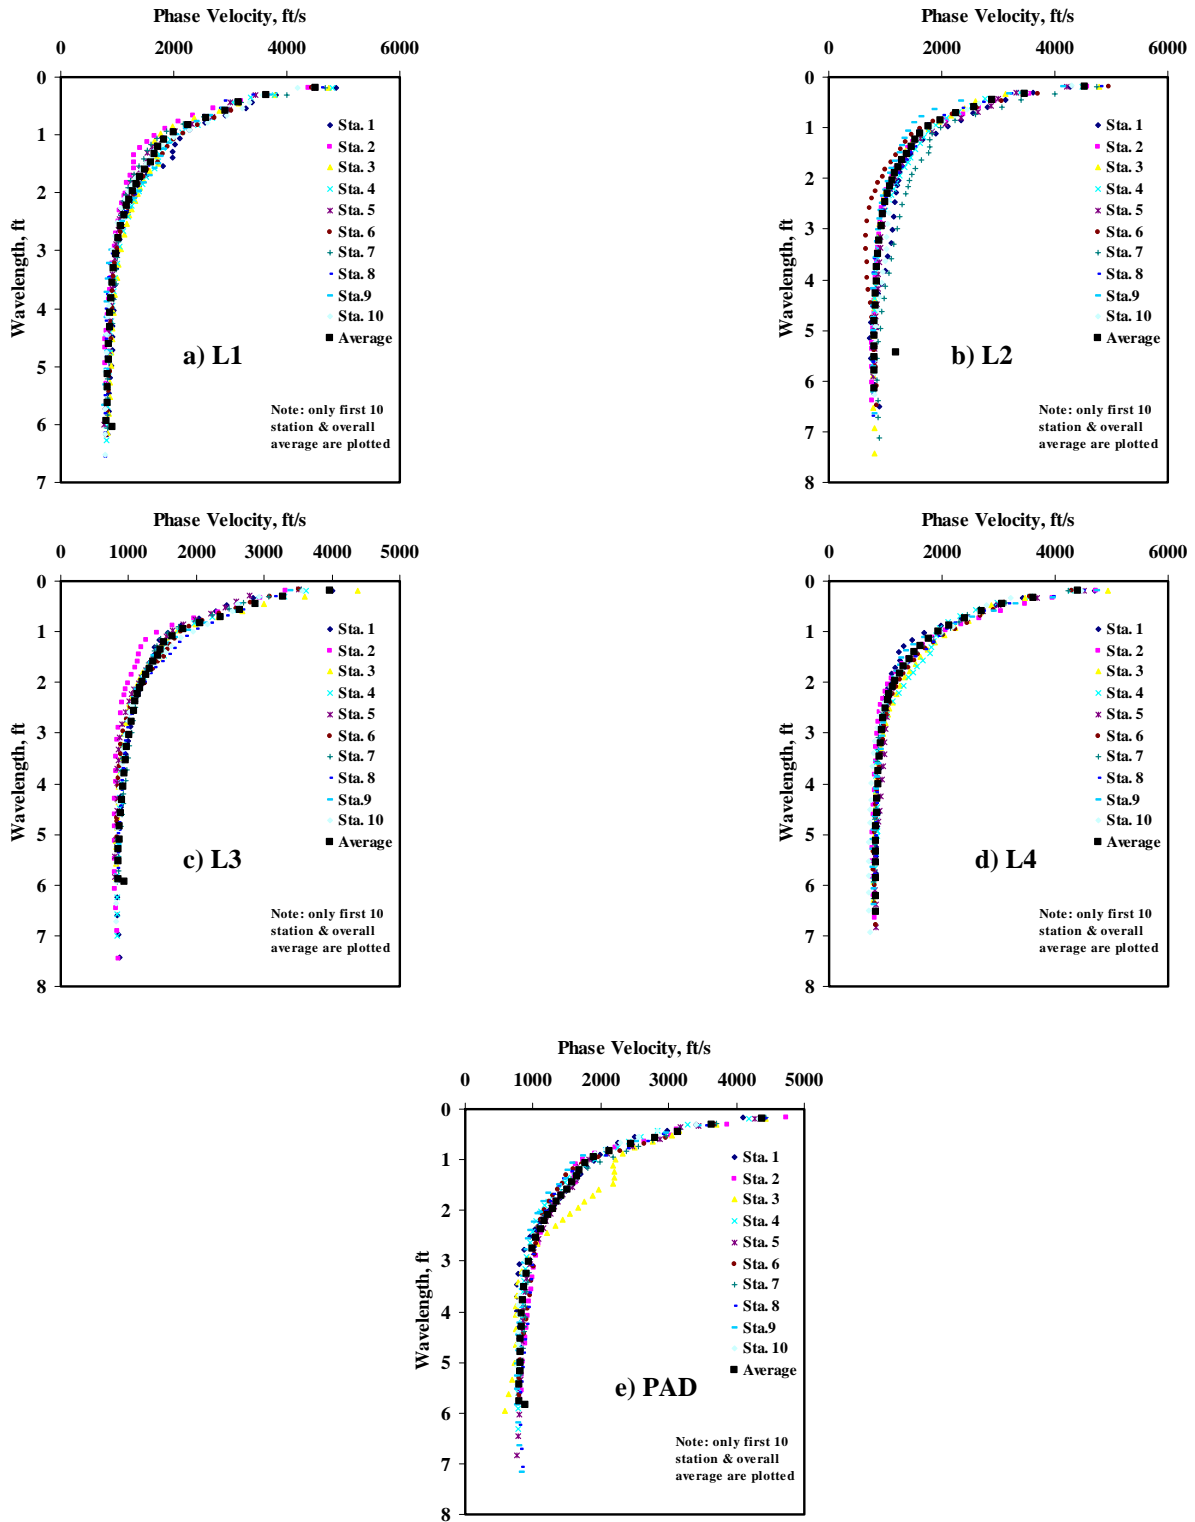 Phase Velocity, ft/s
0 2000 4000 6000
Wavelength, ft
0
1
2
3
4
5
6
7
Sta. 1
Sta. 2
Sta. 3
Sta. 4
Sta. 5
Sta. 6
Sta. 7
Sta. 8
Sta.9
Sta. 10
Average
a) L1
Note: only first 10
station & overall
average are plotted
Phase Velocity, ft/s
0 2000 4000 6000
Wavelength, ft
0
1
2
3
4
5
6
7
8
Sta. 1
Sta. 2
Sta. 3
Sta. 4
Sta. 5
Sta. 6
Sta. 7
Sta. 8
Sta.9
Sta. 10
Average
b) L2
Note: only first 10
station & overall
average are plotted
Phase Velocity, ft/s
0 1000 2000 3000 4000 5000
Wavelength, ft
0
1
2
3
4
5
6
7
8
Sta. 1
Sta. 2
Sta. 3
Sta. 4
Sta. 5
Sta. 6
Sta. 7
Sta. 8
Sta.9
Sta. 10
Average
c) L3
Note: only first 10
station & overall
average are plotted
Phase Velocity, ft/s
0 2000 4000 6000
Wavelength, ft
0
1
2
3
4
5
6
7
8
Sta. 1
Sta. 2
Sta. 3
Sta. 4
Sta. 5
Sta. 6
Sta. 7
Sta. 8
Sta.9
Sta. 10
Average
d) L4
Note: only first 10
station & overall
average are plotted
Phase Velocity, ft/s
0 1000 2000 3000 4000 5000
Wavelength, ft
0
1
2
3
4
5
6
7
8
Sta. 1
Sta. 2
Sta. 3
Sta. 4
Sta. 5
Sta. 6
Sta. 7
Sta. 8
Sta.9
Sta. 10
Average
e) PAD
Note: only first 10
station & overall
average are plotted